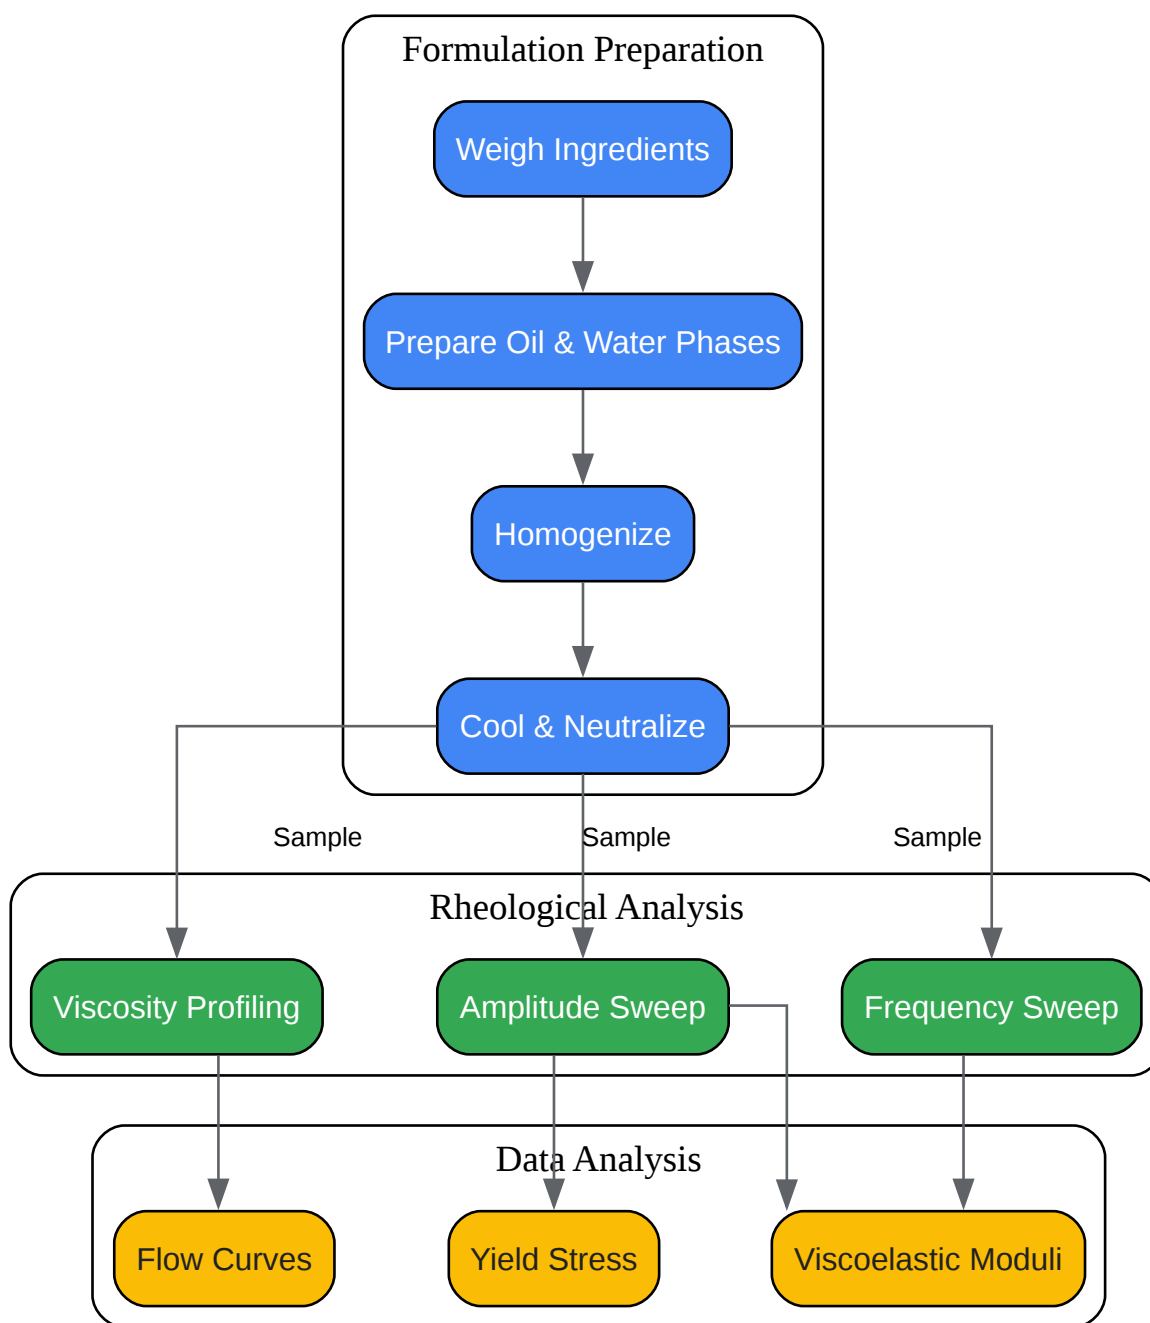 Formulation Preparation
Weigh Ingredients
Prepare Oil & Water Phases
Homogenize
Cool & Neutralize
Sample
Sample
Sample
Rheological Analysis
Viscosity Profiling
Amplitude Sweep
Frequency Sweep
Data Analysis
Flow Curves
Yield Stress
Viscoelastic Moduli